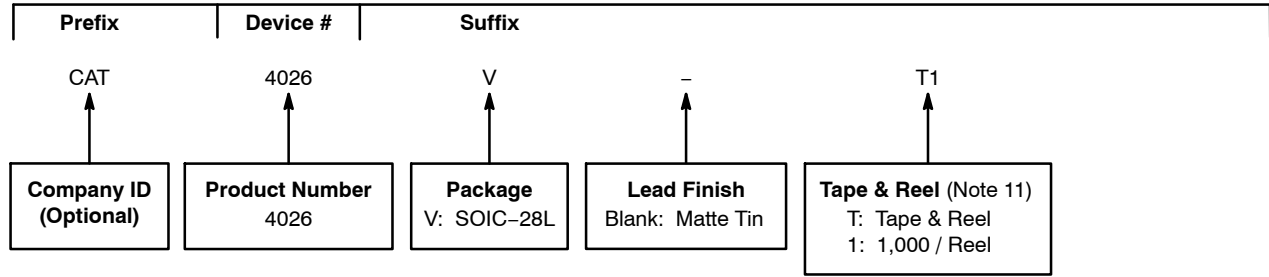 Prefix Device # Suffix
CAT 4026 V – T1
Company ID
(Optional)
Product Number
4026
Package
V: SOIC−28L
Lead Finish
Blank: Matte Tin
Tape & Reel (Note 11)
T: Tape & Reel
1: 1,000 / Reel